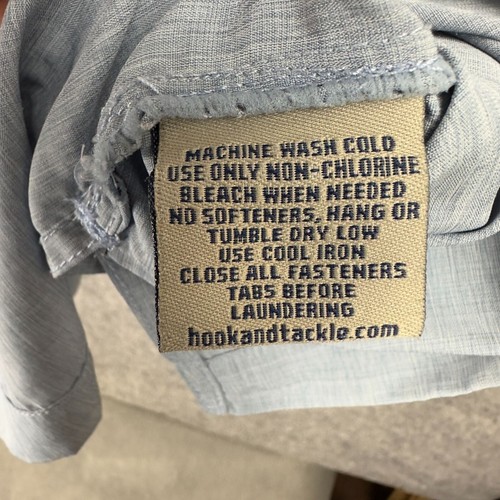 MACHINE WASH COLD
USE ONLY NON-CHLORINE
BLEACH WHEN NEEDED
NO SOFTENERS, HANG OR
TUMBLE DRY LOW
USE COOL IRON
CLOSE ALL FASTENERS
TABS BEFORE
LAUNDERING
hookandtackle.com